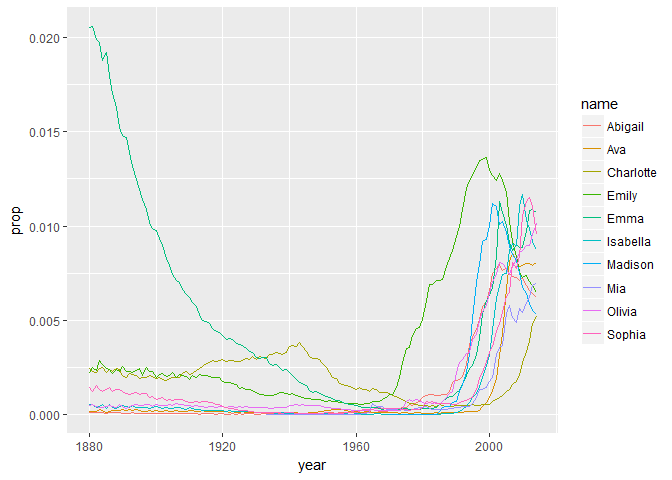 0.020
0.015
0.010
0.005
0.000
prop
1880
1920
1960
2000
year
name
Abigail
Ava
Charlotte
Emily
Emma
Isabella
Madison
Mia
Olivia
Sophia